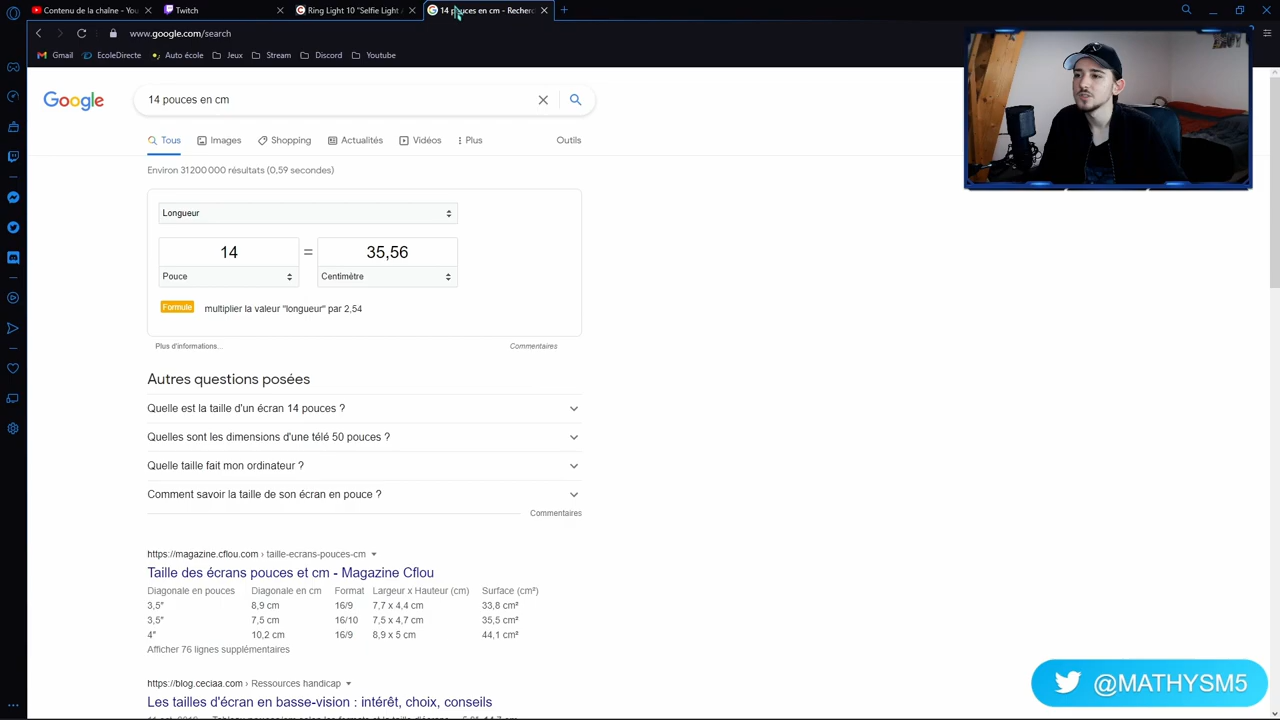 Contenu de la chaîne - You
Twitch
Ring Light 10 "Selfie Light
14 pouces en cm - Recherc
www.google.com/search
Gmail
EcoleDirecte
Auto école
Jeux
Stream
Discord
Youtube
Google
14 pouces en cm
Tous
Images
Shopping
Actualités
Vidéos
Plus
Outils
Environ 31 200 000 résultats (0,59 secondes)
Longueur
14 = 35,56
Pouce
Centimètre
Formule multiplier la valeur "longueur" par 2,54
Plus d'informations...
Commentaires
Autres questions posées
Quelle est la taille d'un écran 14 pouces ?
Quelles sont les dimensions d'une télé 50 pouces ?
Quelle taille fait mon ordinateur ?
Comment savoir la taille de son écran en pouce ?
Commentaires
https://magazine.cflou.com › taille-ecrans-pouces-cm
Taille des écrans pouces et cm - Magazine Cflou
Diagonale en pouces Diagonale en cm Format Largeur x Hauteur (cm) Surface (cm²)
3,5" 8,9 cm 16/9 7,7 x 4,4 cm 33,8 cm²
3,5" 7,5 cm 16/10 7,5 x 4,7 cm 35,5 cm²
4" 10,2 cm 16/9 8,9 x 5 cm 44,1 cm²
Afficher 76 lignes supplémentaires
https://blog.ceciaa.com › Ressources handicap
Les tailles d'écran en basse-vision : intérêt, choix, conseils
@MATHYSM5